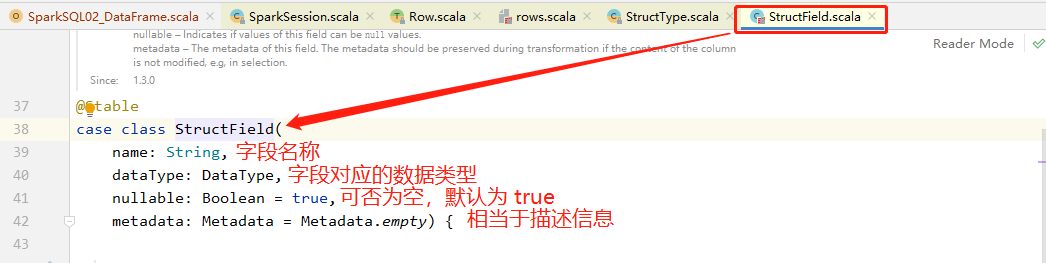 SparkSQL02_DataFrame.scala SparkSession.scala Row.scala rows.scala StructType.scala StructField.scala
nullable – Indicates if values of this field can be null values.
metadata – The metadata of this field. The metadata should be preserved during transformation if the content of the column
is not modified, e.g, in selection.
Reader Mode
Since: 1.3.0
37 @Stable
38 case class StructField(
39 name: String, 字段名称
40 dataType: DataType, 字段对应的数据类型
41 nullable: Boolean = true, 可否为空，默认为 true
42 metadata: Metadata = Metadata.empty) { 相当于描述信息
43